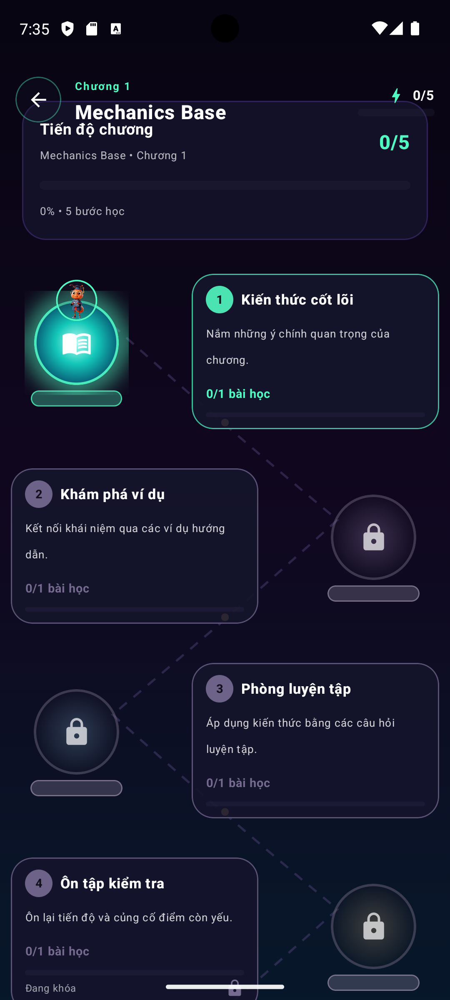 7:35
Chương 1
Mechanics Base
0/5
Tiến độ chương
Mechanics Base • Chương 1
0/5
0% • 5 bước học
1 Kiến thức cốt lõi
Nắm những ý chính quan trọng của
chương.
0/1 bài học
2 Khám phá ví dụ
Kết nối khái niệm qua các ví dụ hướng
dẫn.
0/1 bài học
3 Phòng luyện tập
Áp dụng kiến thức bằng các câu hỏi
luyện tập.
0/1 bài học
4 Ôn tập kiểm tra
Ôn lại tiến độ và củng cố điểm còn yếu.
0/1 bài học
Đang khóa